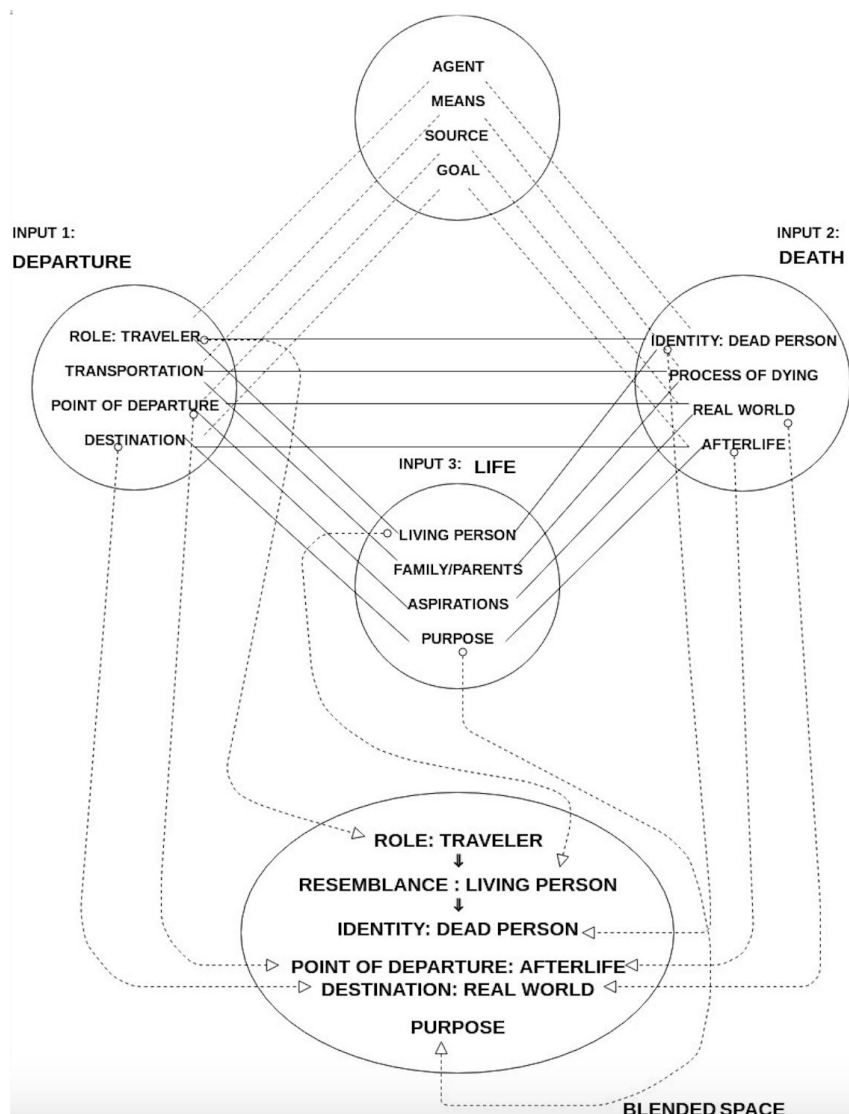 AGENT
MEANS
SOURCE
GOAL
INPUT 1:
DEPARTURE
INPUT 2:
DEATH
ROLE: TRAVELER
TRANSPORTATION
POINT OF DEPARTURE
DESTINATION
IDENTITY: DEAD PERSON
PROCESS OF DYING
REAL WORLD
AFTERLIFE
INPUT 3: LIFE
LIVING PERSON
FAMILY/PARENTS
ASPIRATIONS
PURPOSE
ROLE: TRAVELER
⇓
RESEMBLANCE : LIVING PERSON
⇓
IDENTITY: DEAD PERSON
POINT OF DEPARTURE: AFTERLIFE
DESTINATION: REAL WORLD
PURPOSE
BLENDED SPACE